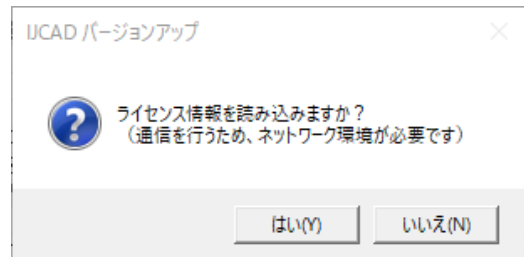 IJCAD バージョンアップ
ライセンス情報を読み込みますか？
（通信を行うため、ネットワーク環境が必要です）
はい(Y) いいえ(N)